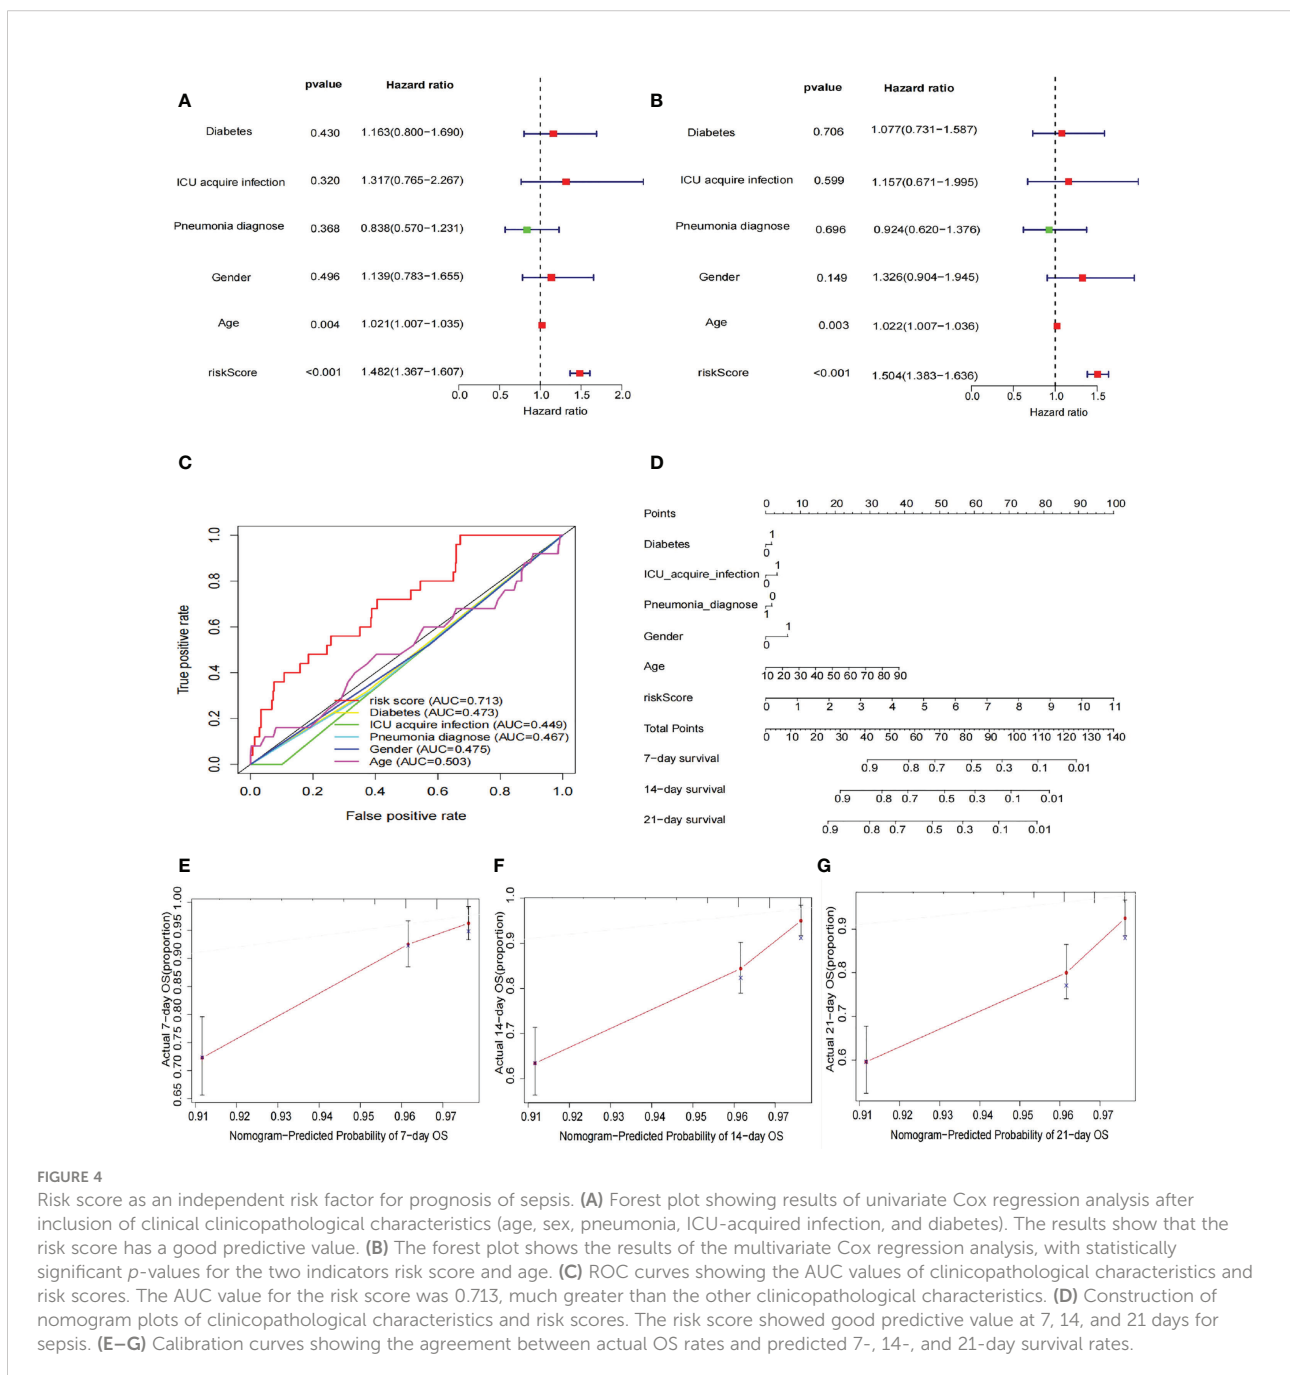 A
pvalue Hazard ratio
Diabetes 0.430 1.163(0.800−1.690)
ICU acquire infection 0.320 1.317(0.765−2.267)
Pneumonia diagnose 0.368 0.838(0.570−1.231)
Gender 0.496 1.139(0.783−1.655)
Age 0.004 1.021(1.007−1.035)
riskScore <0.001 1.482(1.367−1.607)
0.0 0.5 1.0 1.5 2.0
Hazard ratio
B
pvalue Hazard ratio
Diabetes 0.706 1.077(0.731−1.587)
ICU acquire infection 0.599 1.157(0.671−1.995)
Pneumonia diagnose 0.696 0.924(0.620−1.376)
Gender 0.149 1.326(0.904−1.945)
Age 0.003 1.022(1.007−1.036)
riskScore <0.001 1.504(1.383−1.636)
0.0 0.5 1.0 1.5
Hazard ratio
C
True positive rate
1.0
0.8
0.6
0.4
0.2
0.0
risk score (AUC=0.713)
Diabetes (AUC=0.473)
ICU acquire infection (AUC=0.449)
Pneumonia diagnose (AUC=0.467)
Gender (AUC=0.475)
Age (AUC=0.503)
0.0 0.2 0.4 0.6 0.8 1.0
False positive rate
D
Points 0 10 20 30 40 50 60 70 80 90 100
Diabetes
1
0
ICU_acquire_infection
1
0
Pneumonia_diagnose
0
1
Gender
1
0
Age 10 20 30 40 50 60 70 80 90
riskScore 0 1 2 3 4 5 6 7 8 9 10 11
Total Points 0 10 20 30 40 50 60 70 80 90 100 110 120 130 140
7-day survival 0.9 0.8 0.7 0.5 0.3 0.1 0.01
14-day survival 0.9 0.8 0.7 0.5 0.3 0.1 0.01
21-day survival 0.9 0.8 0.7 0.5 0.3 0.1 0.01
E
Actual 7−day OS(proportion)
1.00
0.95
0.90
0.85
0.80
0.75
0.70
0.65
0.91 0.92 0.93 0.94 0.95 0.96 0.97
Nomogram−Predicted Probability of 7−day OS
F
Actual 14−day OS(proportion)
1.0
0.9
0.8
0.7
0.6
0.91 0.92 0.93 0.94 0.95 0.96 0.97
Nomogram−Predicted Probability of 14−day OS
G
Actual 21−day OS(proportion)
0.9
0.8
0.7
0.6
0.91 0.92 0.93 0.94 0.95 0.96 0.97
Nomogram−Predicted Probability of 21−day OS
FIGURE 4
Risk score as an independent risk factor for prognosis of sepsis. (A) Forest plot showing results of univariate Cox regression analysis after
inclusion of clinical clinicopathological characteristics (age, sex, pneumonia, ICU-acquired infection, and diabetes). The results show that the
risk score has a good predictive value. (B) The forest plot shows the results of the multivariate Cox regression analysis, with statistically
significant p-values for the two indicators risk score and age. (C) ROC curves showing the AUC values of clinicopathological characteristics and
risk scores. The AUC value for the risk score was 0.713, much greater than the other clinicopathological characteristics. (D) Construction of
nomogram plots of clinicopathological characteristics and risk scores. The risk score showed good predictive value at 7, 14, and 21 days for
sepsis. (E–G) Calibration curves showing the agreement between actual OS rates and predicted 7-, 14-, and 21-day survival rates.